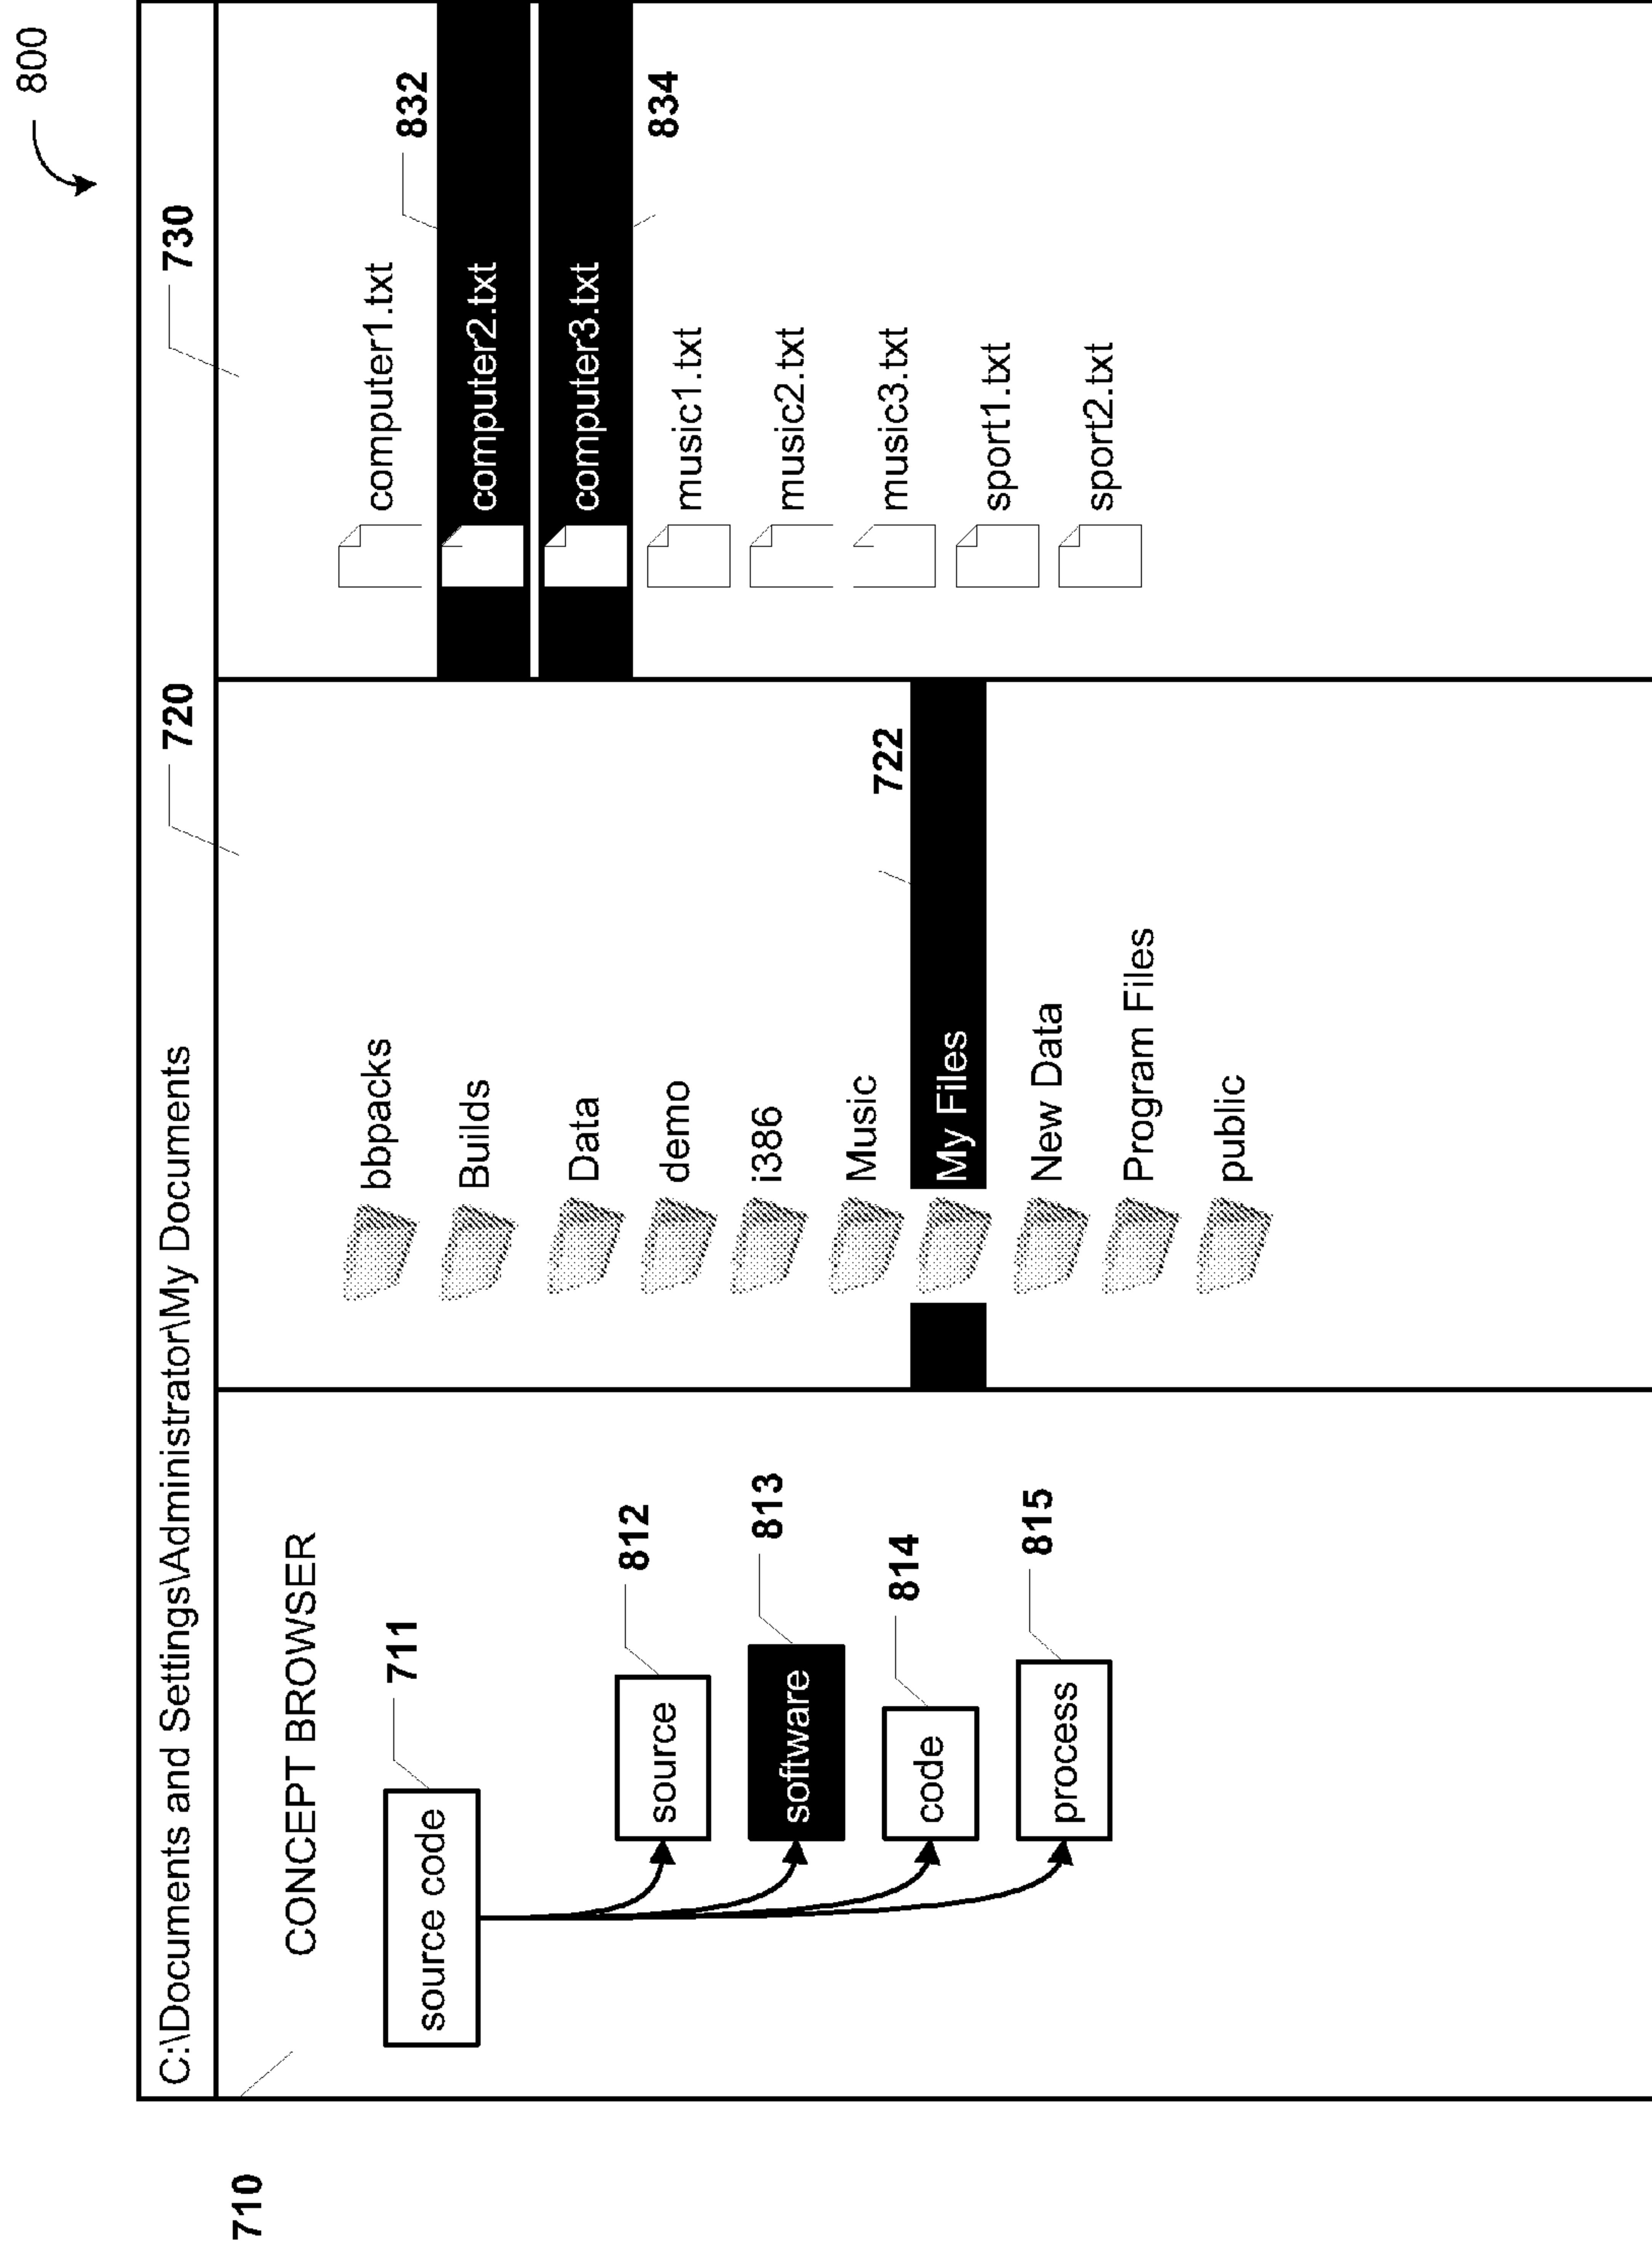 800
C:\Documents and Settings\Administrator\My Documents
720
730
710
CONCEPT BROWSER
711
source code
812
source
813
software
814
code
815
process
bbpacks
Builds
Data
demo
i386
Music
722
My Files
New Data
Program Files
public
computer1.txt
832
computer2.txt
computer3.txt
834
music1.txt
music2.txt
music3.txt
sport1.txt
sport2.txt